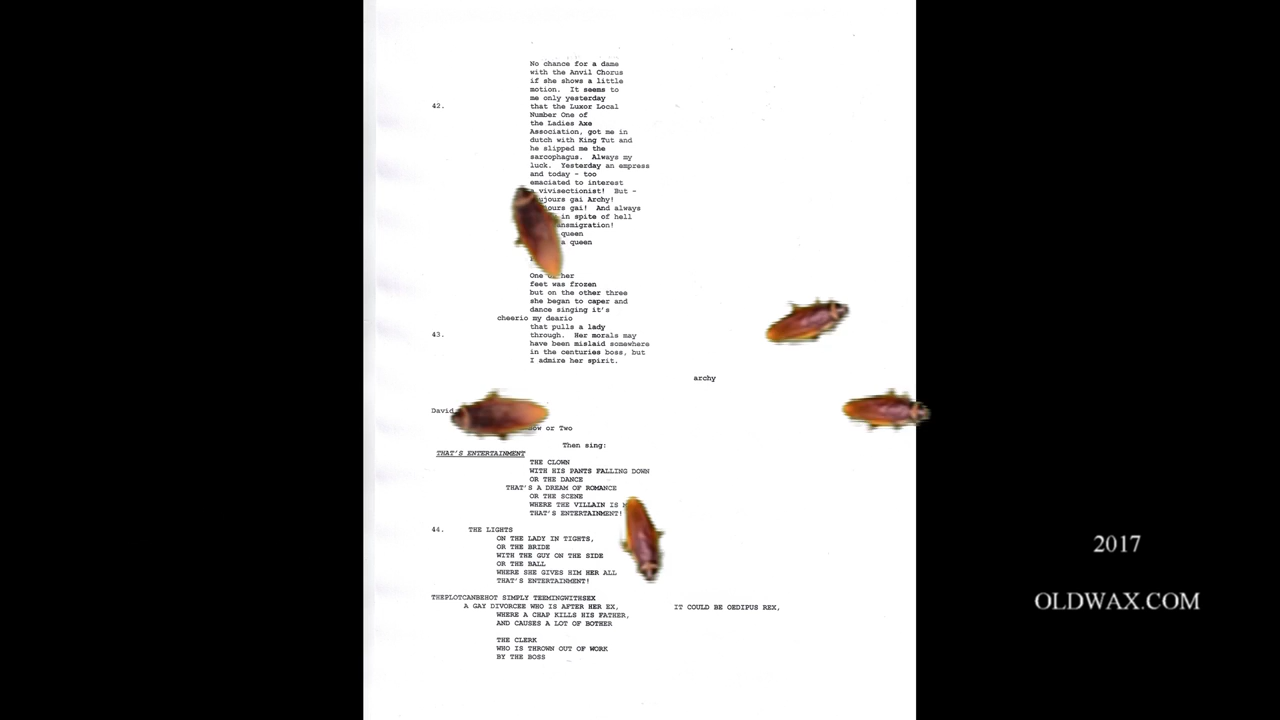 No chance for a dame
with the Anvil Chorus
if she shows a little
motion. It seems to
me only yesterday
42. that the Luxor Local
Number One of
the Ladies Axe
Association, got me in
dutch with King Tut and
he slipped me the
sarcophagus. Always my
luck. Yesterday an empress
and today - too
emaciated to interest
vivisectionist! But -
gai Archy!
gai! And always
in spite of hell
queen
a queen
One her
feet was frozen
but on the other three
she began to caper and
dance singing it's
cheerio my deario
that pulls a lady
43. through. Her morals may
have been mislaid somewhere
in the centuries boss, but
I admire her spirit.
archy
David
or Two
Then sing:
THAT'S ENTERTAINMENT
THE CLOWN
WITH HIS PANTS FALLING DOWN
OR THE DANCE
THAT'S A DREAM OF ROMANCE
OR THE SCENE
WHERE THE VILLAIN IS
THAT'S ENTERTAINMENT!
44. THE LIGHTS
ON THE LADY IN TIGHTS,
OR THE BRIDE
WITH THE GUY ON THE SIDE
OR THE BALL
WHERE SHE GIVES HIM HER ALL
THAT'S ENTERTAINMENT!
THEPLOTCANBEHOT SIMPLY TEEMINGWITHSEX
A GAY DIVORCEE WHO IS AFTER HER EX, IT COULD BE OEDIPUS REX,
WHERE A CHAP KILLS HIS FATHER,
AND CAUSES A LOT OF BOTHER
THE CLERK
WHO IS THROWN OUT OF WORK
BY THE BOSS
2017
OLDWAX.COM